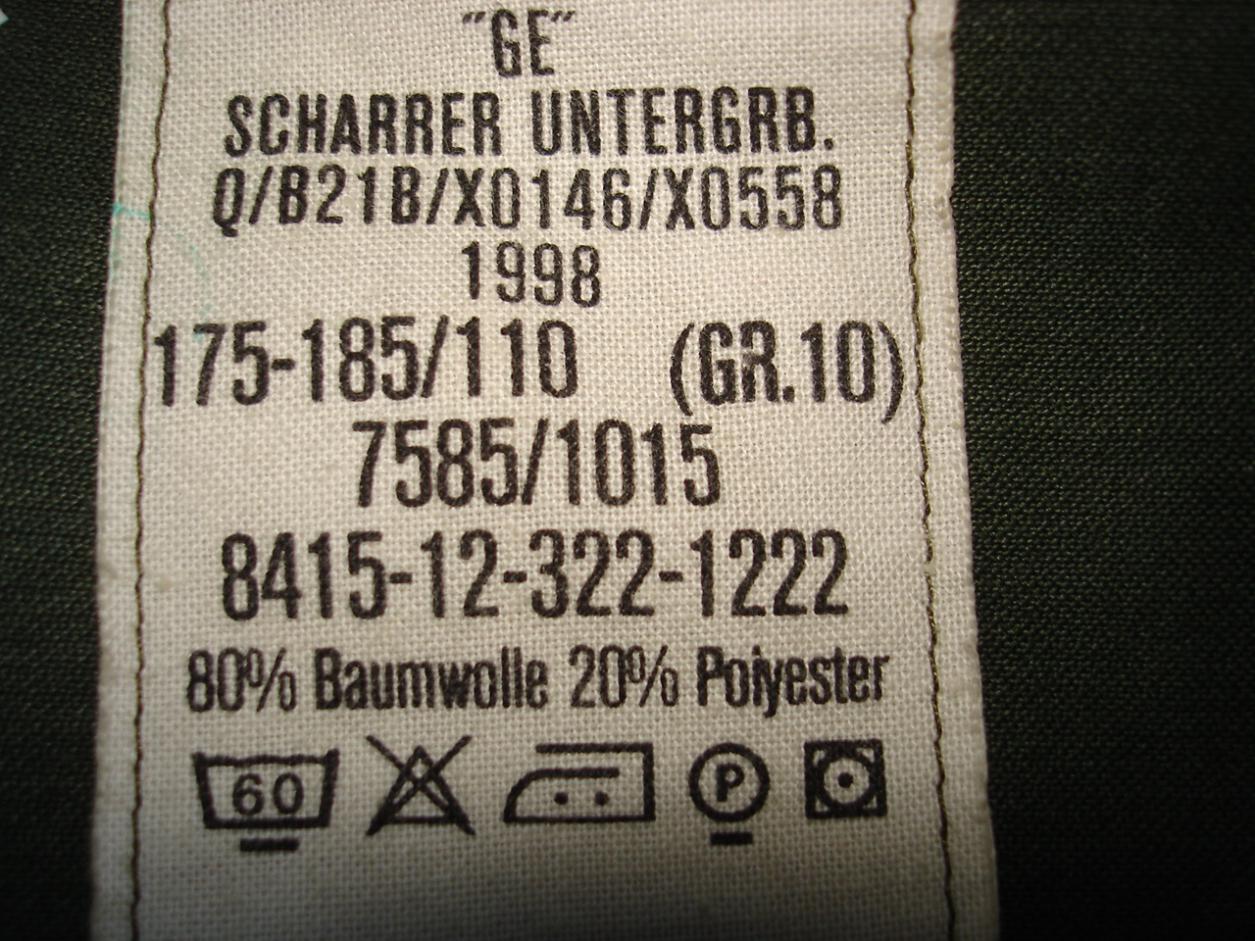 "GE"
SCHARRER UNTERGRB.
Q/B21B/X0146/X0558
1998
175-185/110 (GR.10)
7585/1015
8415-12-322-1222
80% Baumwolle 20% Poiyester
60 P